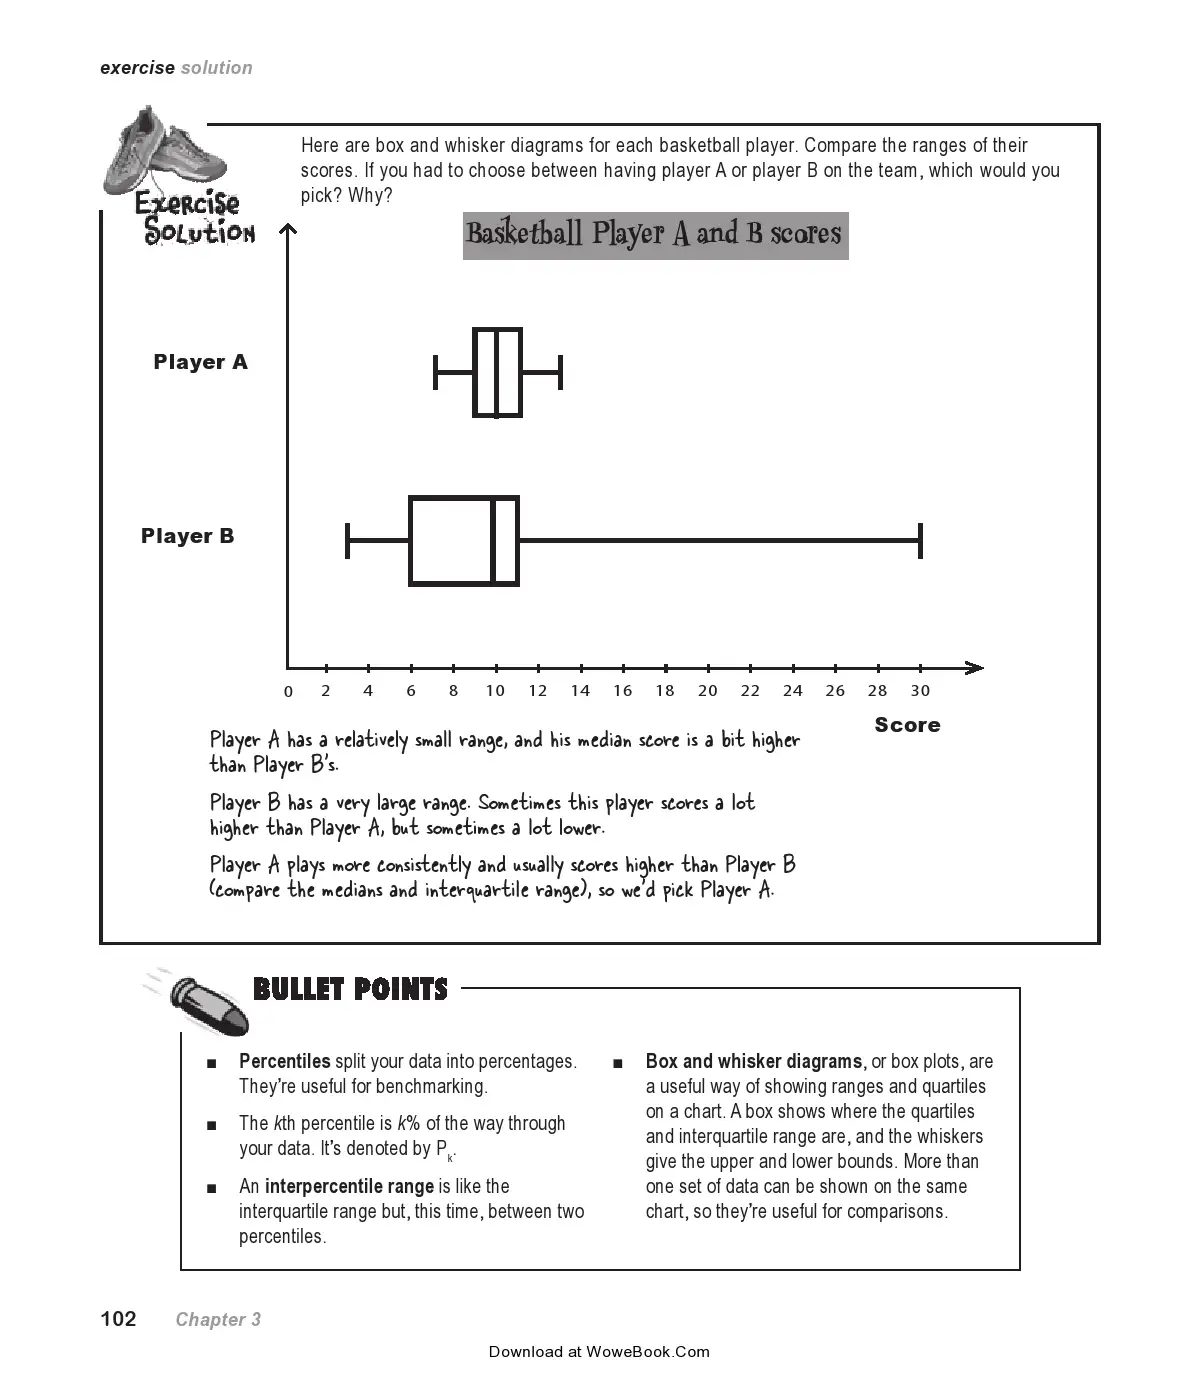 exercise solution
Here are box and whisker diagrams for each basketball player. Compare the ranges of their
scores. If you had to choose between having player A or player B on the team, which would you
pick? Why?
Exercise
Solution
Basketball Player A and B scores
Player A
Player B
0 2 4 6 8 10 12 14 16 18 20 22 24 26 28 30
Score
Player A has a relatively small range, and his median score is a bit higher
than Player B's.
Player B has a very large range. Sometimes this player scores a lot
higher than Player A, but sometimes a lot lower.
Player A plays more consistently and usually scores higher than Player B
(compare the medians and interquartile range), so we'd pick Player A.
BULLET POINTS
■ Percentiles split your data into percentages.
They're useful for benchmarking.
■ The kth percentile is k% of the way through
your data. It's denoted by Pk.
■ An interpercentile range is like the
interquartile range but, this time, between two
percentiles.
■ Box and whisker diagrams, or box plots, are
a useful way of showing ranges and quartiles
on a chart. A box shows where the quartiles
and interquartile range are, and the whiskers
give the upper and lower bounds. More than
one set of data can be shown on the same
chart, so they're useful for comparisons.
102 Chapter 3
Download at WoweBook.Com